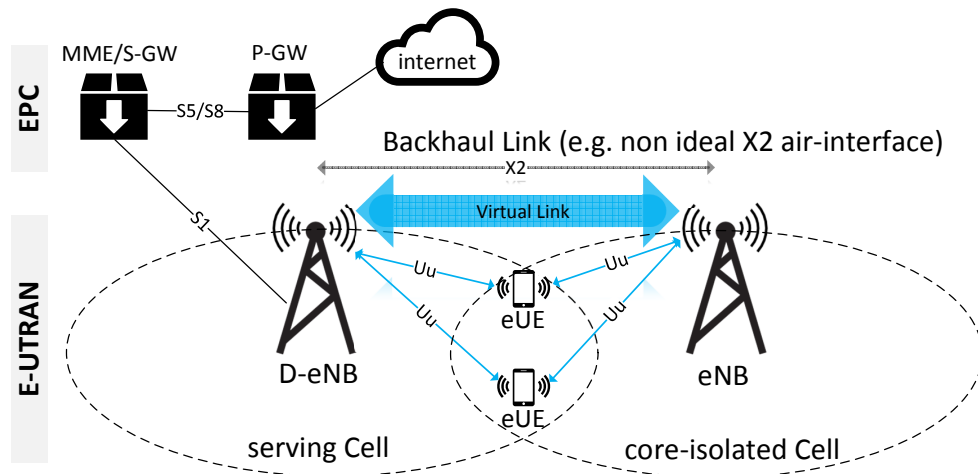 EPC
MME/S-GW
P-GW
internet
S5/S8
Backhaul Link (e.g. non ideal X2 air-interface)
X2
S1
Virtual Link
E-UTRAN
Uu
Uu
eUE
Uu
Uu
D-eNB
eNB
eUE
serving Cell
core-isolated Cell